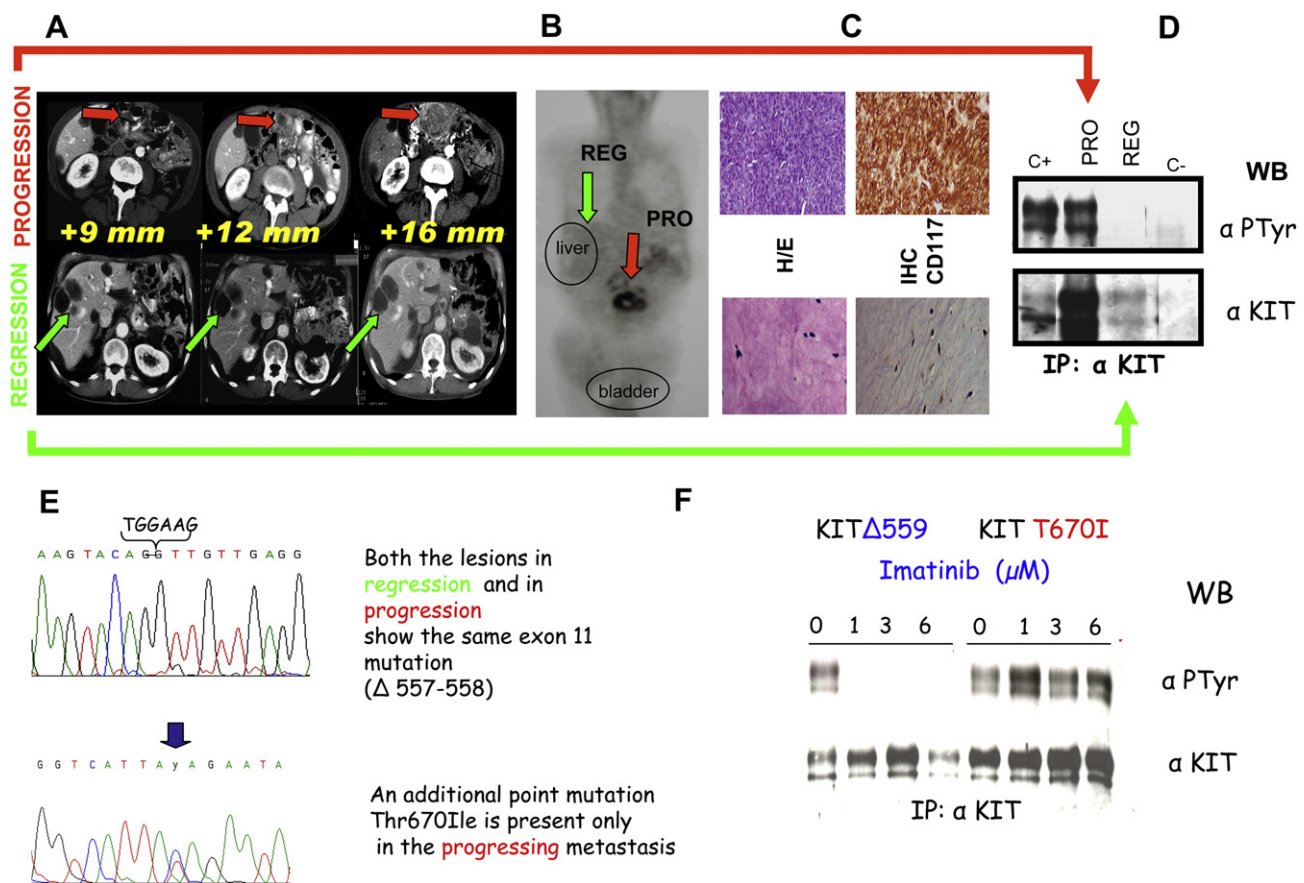 A
B
C
D
PROGRESSION
REGRESSION
+9 mm
+12 mm
+16 mm
REG
PRO
liver
bladder
H/E
IHC
CD117
C+
PRO
REG
C-
WB
α PTyr
α KIT
IP: α KIT
E
TGGAAG
A A G T A C A G G T T G T T G A G G
Both the lesions in
regression and in
progression
show the same exon 11
mutation
(Δ 557-558)
G G T C A T T A y A G A A T A
An additional point mutation
Thr670Ile is present only
in the progressing metastasis
F
KIT Δ559
KIT T670I
Imatinib (μM)
WB
0 1 3 6 0 1 3 6
α PTyr
α KIT
IP: α KIT